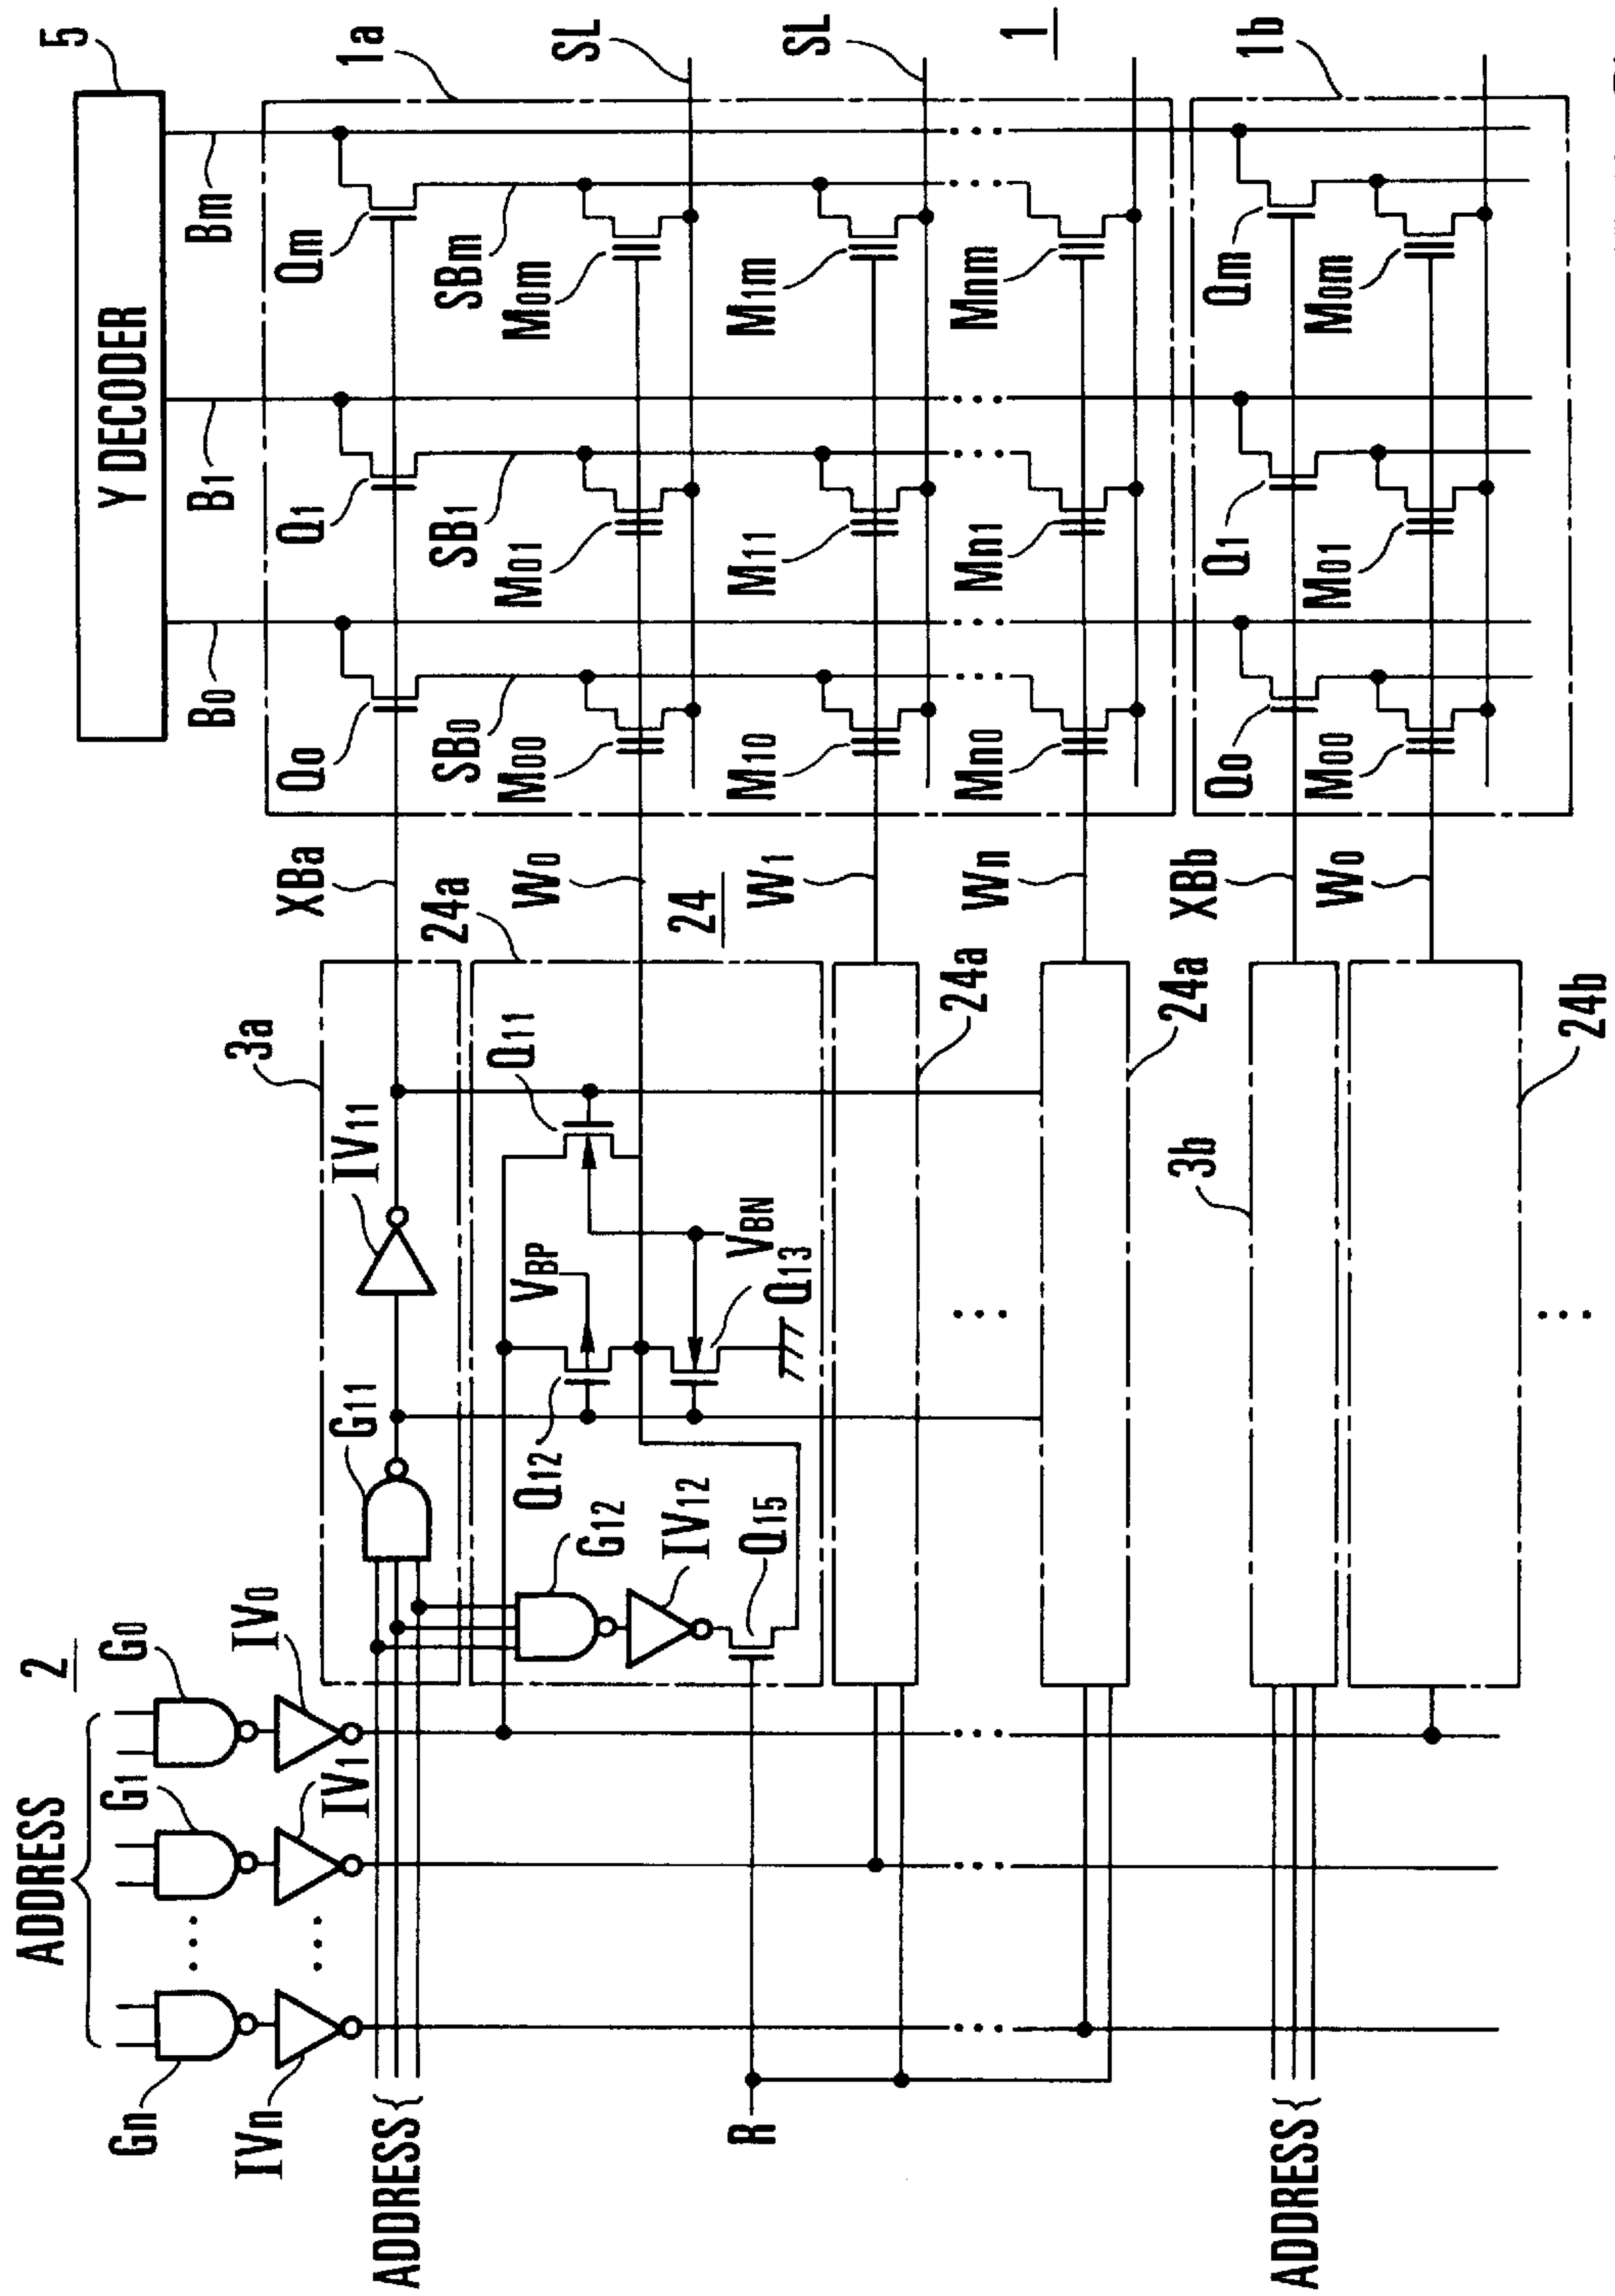 5
Y DECODER
Bm
B1
B0
1a
Qm
Q1
Q0
SL
SBm
SB1
SB0
M0m
M01
M00
SL
M1m
M11
M10
1
Mnm
Mn1
Mn0
1b
Qm
Q1
Q0
M0m
M01
M00
XBa
24a
W0
24
W1
Wn
XBb
W0
3a
Q11
24a
24a
24b
IV11
3b
VBP
VBN
Q13
G11
Q12
G12
IV12
Q15
2
G0
IV0
G1
IV1
ADDRESS
Gn
IVn
ADDRESS
R
ADDRESS